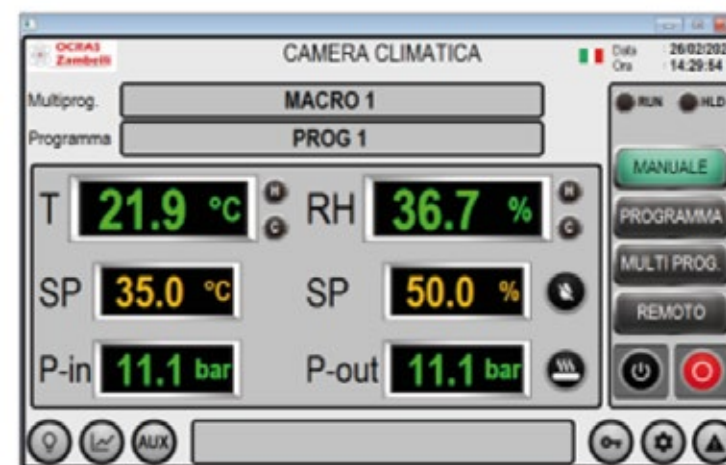 OCRAS
Zambelli
CAMERA CLIMATICA
Data : 26/02/202
Ora : 14:29:54
Multiprog. MACRO 1
Programma PROG 1
RUN HLD
MANUALE
PROGRAMMA
MULTI PROG.
REMOTO
T 21.9 °C H C RH 36.7 % H C
SP 35.0 °C SP 50.0 %
P-in 11.1 bar P-out 11.1 bar
AUX